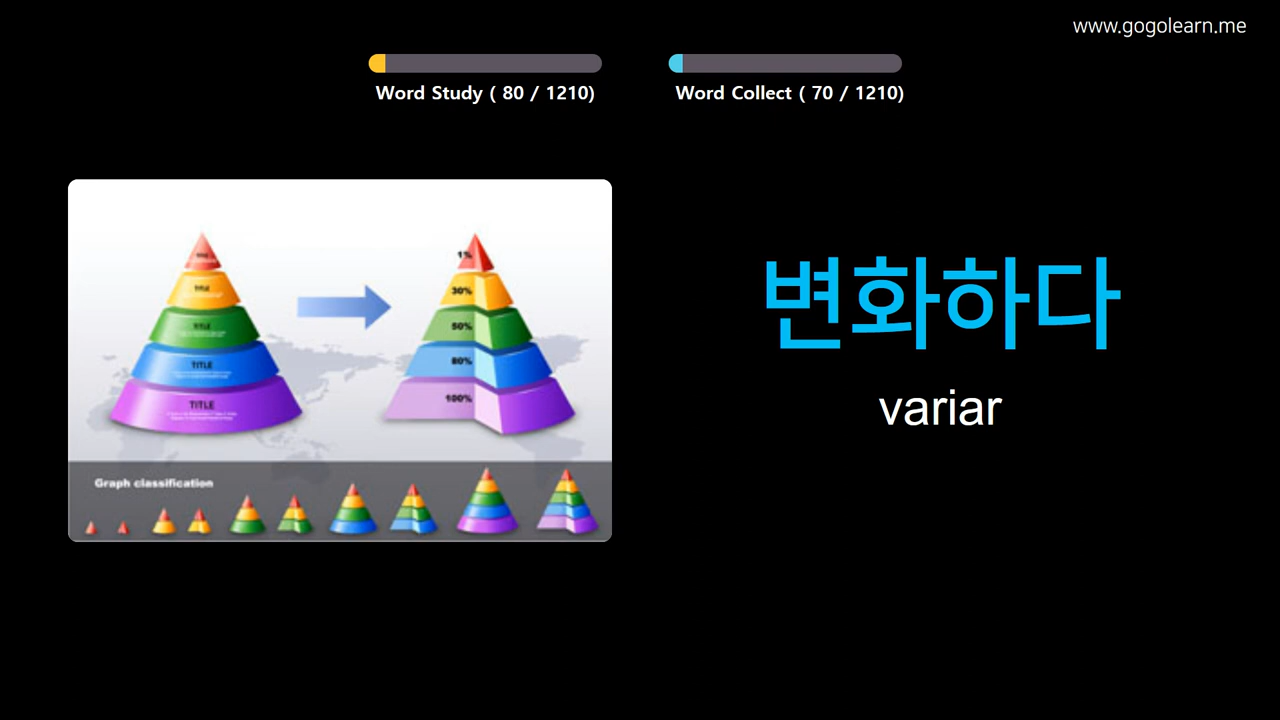 www.gogolearn.me
Word Study ( 80 / 1210)
Word Collect ( 70 / 1210)
변화하다
variar
TITLE
TITLE
TITLE
TITLE
1%
30%
50%
80%
100%
Graph classification